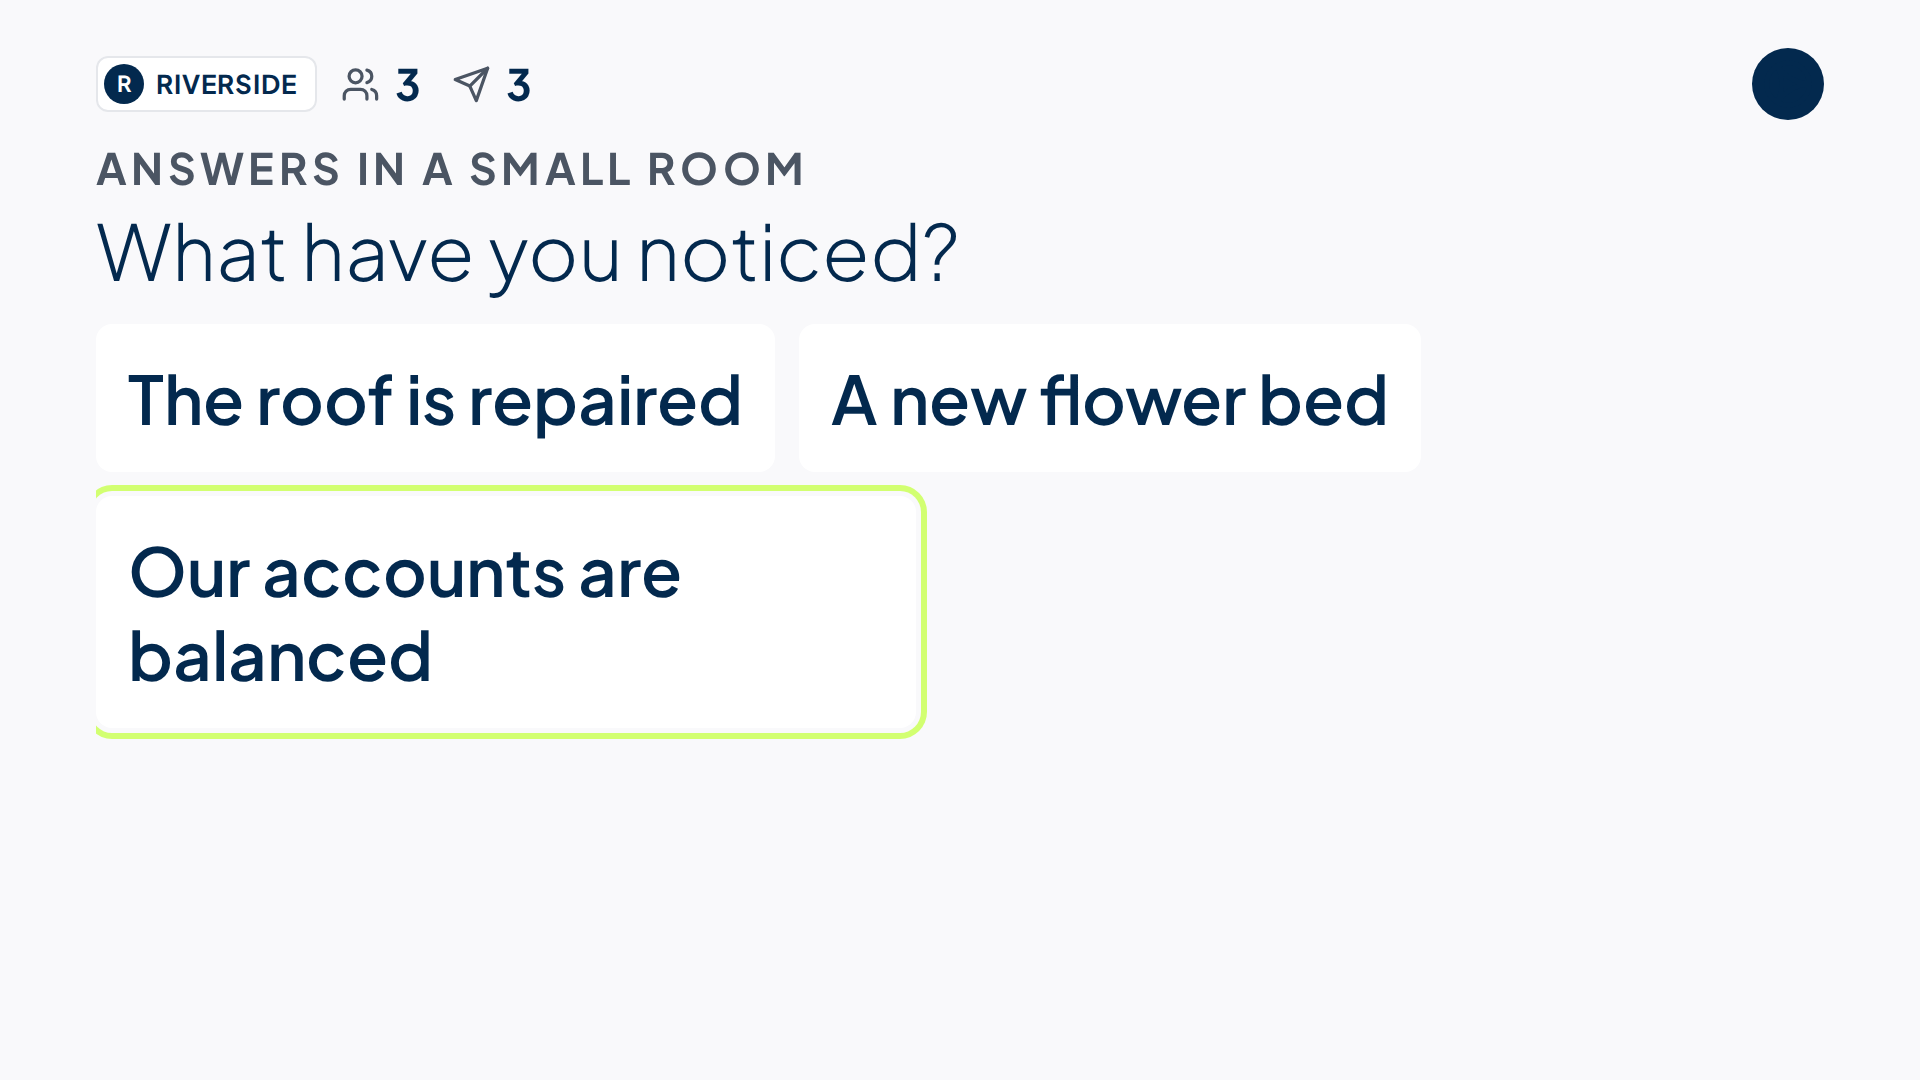 R RIVERSIDE 3 3
ANSWERS IN A SMALL ROOM
What have you noticed?
The roof is repaired
A new flower bed
Our accounts are
balanced